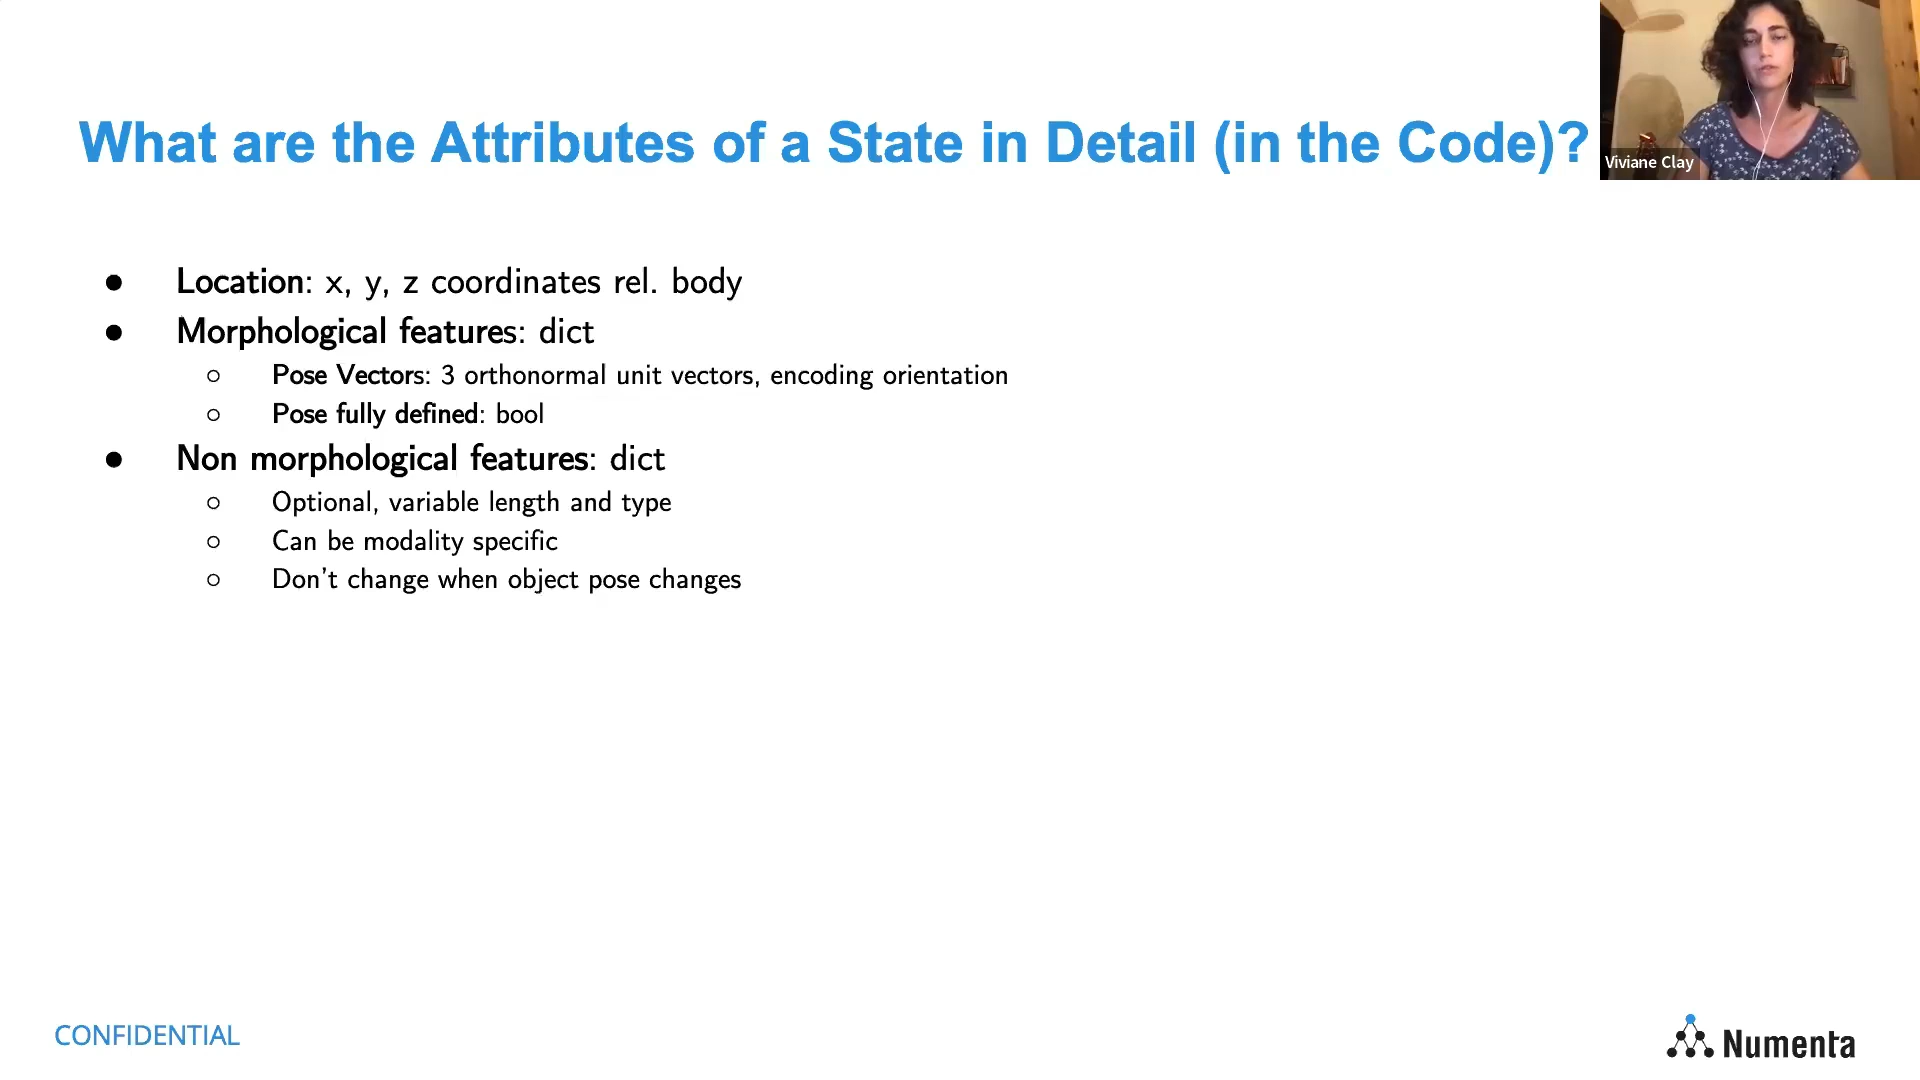 What are the Attributes of a State in Detail (in the Code)?
Viviane Clay
● Location: x, y, z coordinates rel. body
● Morphological features: dict
○ Pose Vectors: 3 orthonormal unit vectors, encoding orientation
○ Pose fully defined: bool
● Non morphological features: dict
○ Optional, variable length and type
○ Can be modality specific
○ Don't change when object pose changes
CONFIDENTIAL
Numenta